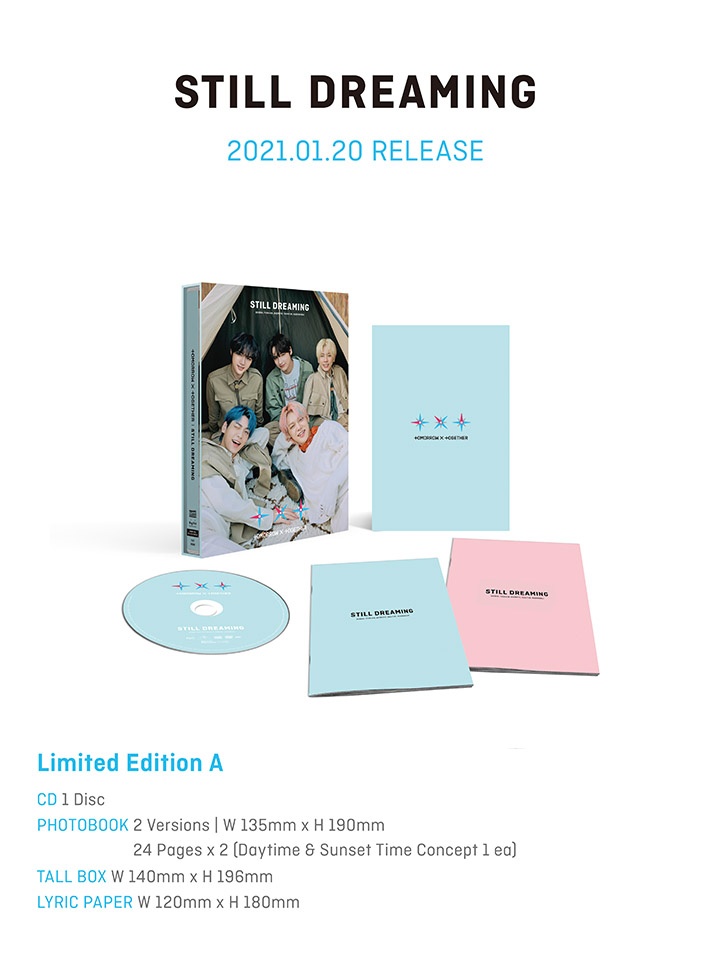 STILL DREAMING
2021.01.20 RELEASE
STILL DREAMING
TOMORROW X TOGETHER | STILL DREAMING
TOMORROW X TOGETHER
TOMORROW X TOGETHER
TOMORROW X TOGETHER
STILL DREAMING
STILL DREAMING
STILL DREAMING
Limited Edition A
CD 1 Disc
PHOTOBOOK 2 Versions | W 135mm x H 190mm
24 Pages x 2 (Daytime & Sunset Time Concept 1 ea)
TALL BOX W 140mm x H 196mm
LYRIC PAPER W 120mm x H 180mm